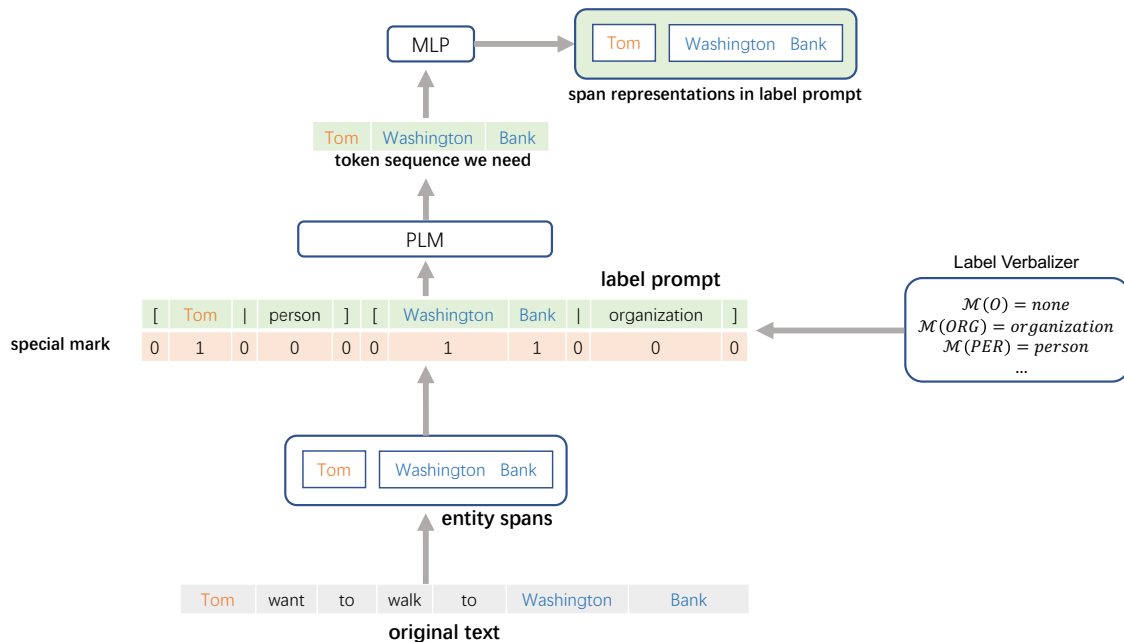 MLP
Tom Washington Bank
span representations in label prompt
Tom Washington Bank
token sequence we need
PLM
label prompt
[ Tom | person ] [ Washington Bank | organization ]
special mark 0 1 0 0 0 0 1 1 0 0 0
Label Verbalizer
ℳ(O) = none
ℳ(ORG) = organization
ℳ(PER) = person
...
Tom Washington Bank
entity spans
Tom want to walk to Washington Bank
original text